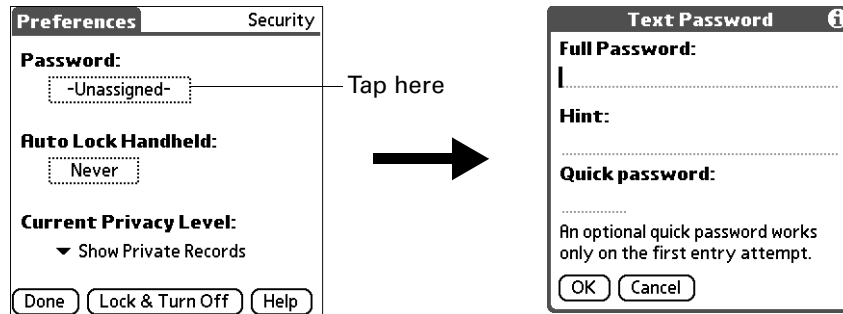 Preferences Security
Password:
-Unassigned-
Tap here
Auto Lock Handheld:
Never
Current Privacy Level:
Show Private Records
Done Lock & Turn Off Help
Text Password i
Full Password:
Hint:
Quick password:
An optional quick password works
only on the first entry attempt.
OK Cancel